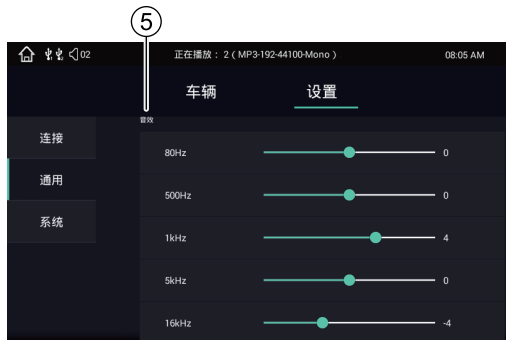 5
02 正在播放：2 ( MP3-192-44100-Mono ) 08:05 AM
车辆 设置
音效
连接
通用
系统
80Hz 0
500Hz 0
1kHz 4
5kHz 0
16kHz -4